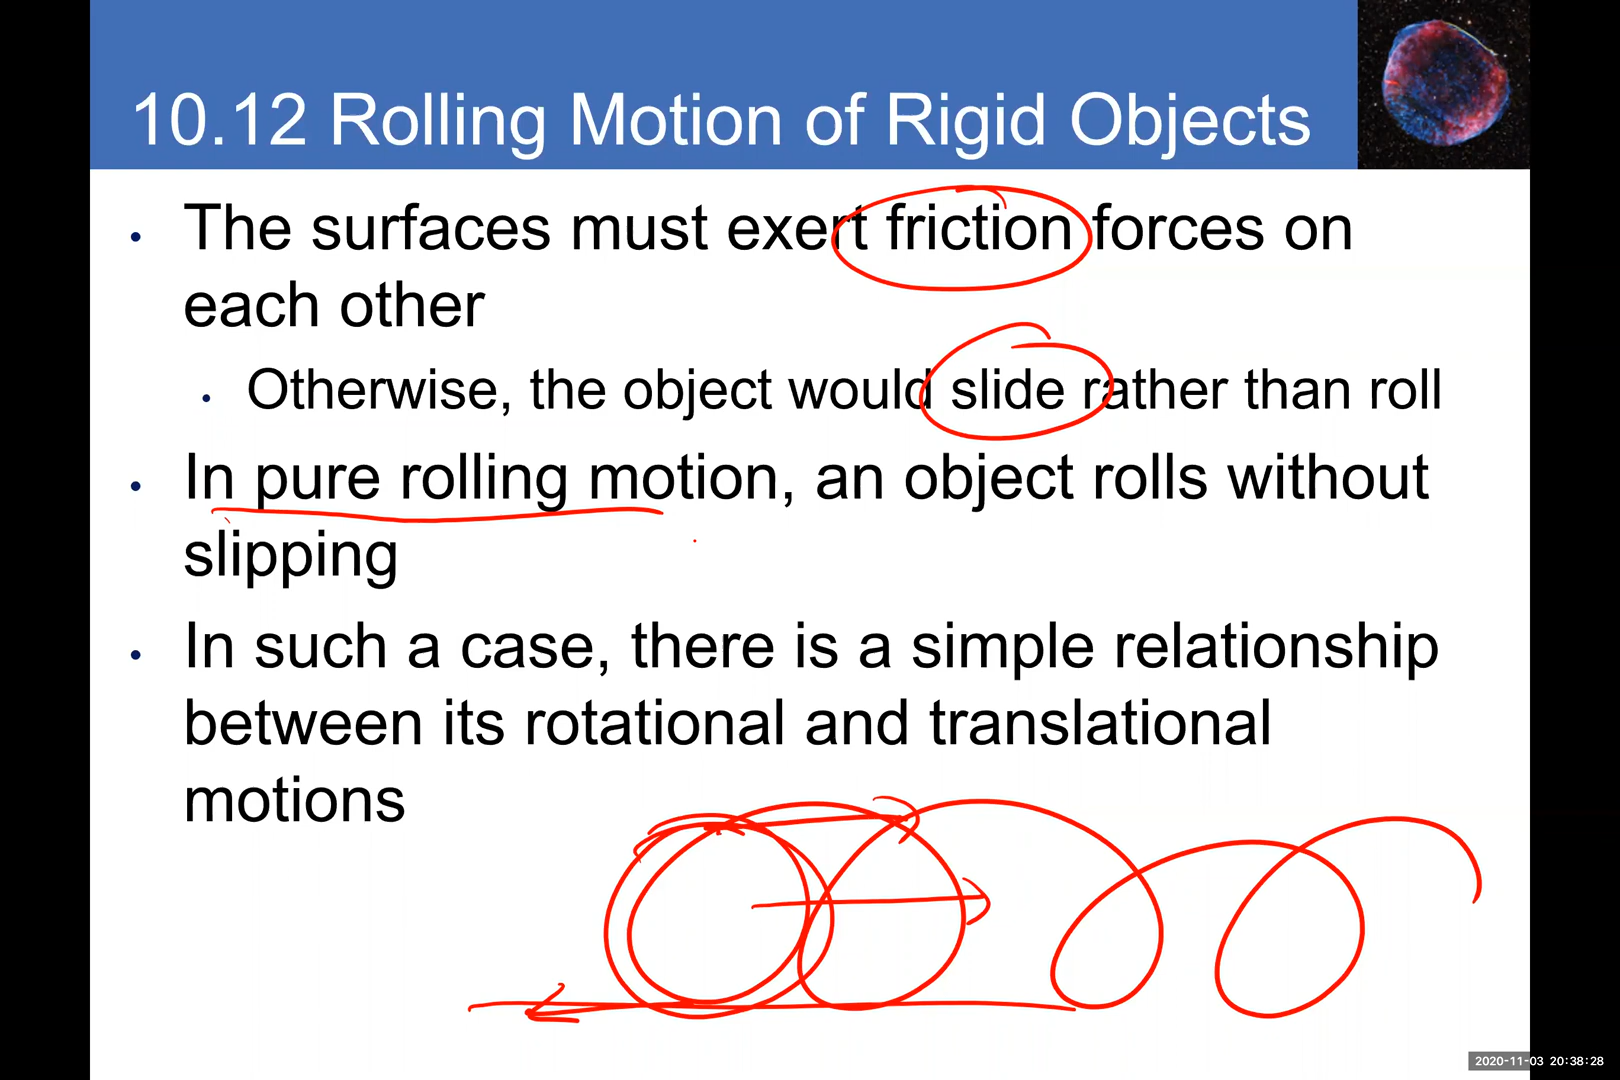 10.12 Rolling Motion of Rigid Objects
• The surfaces must exert friction forces on
each other
• Otherwise, the object would slide rather than roll
• In pure rolling motion, an object rolls without
slipping
• In such a case, there is a simple relationship
between its rotational and translational
motions
2020-11-03 20:38:28